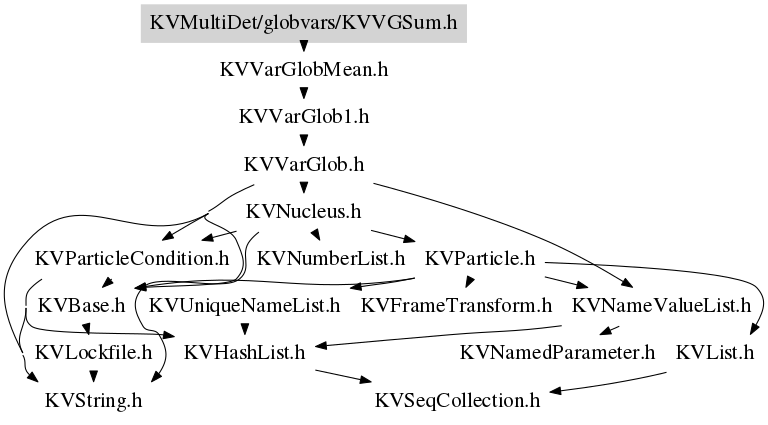 KVMultiDet/globvars/KVVGSum.h
KVVarGlobMean.h
KVVarGlob1.h
KVVarGlob.h
KVNucleus.h
KVParticleCondition.h
KVNumberList.h
KVParticle.h
KVBase.h
KVUniqueNameList.h
KVFrameTransform.h
KVNameValueList.h
KVLockfile.h
KVHashList.h
KVNamedParameter.h
KVList.h
KVString.h
KVSeqCollection.h